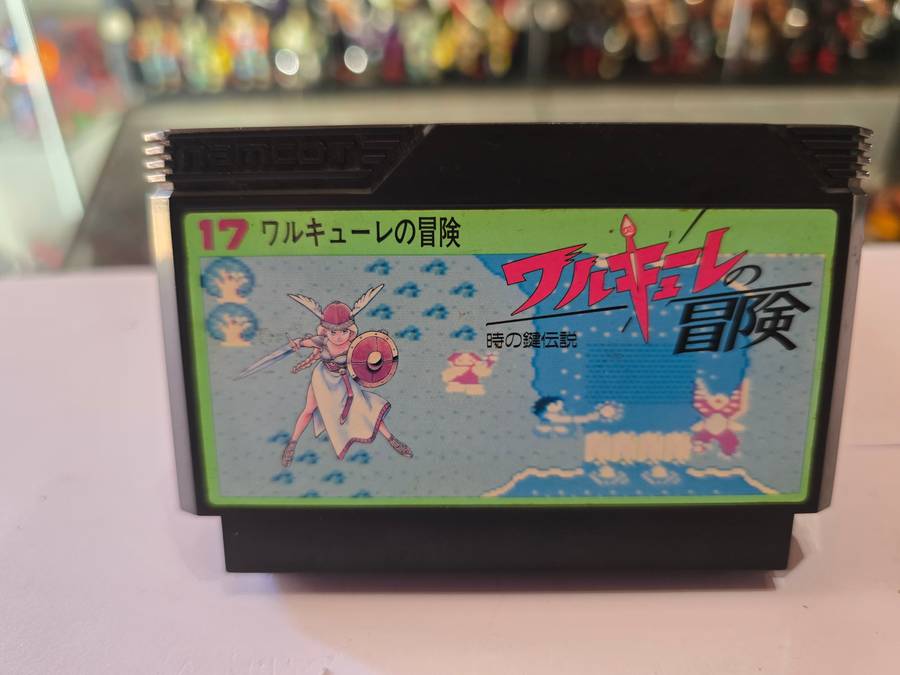 namcot
17 ワルキューレの冒険
ワルキューレの
冒険
時の鍵伝説